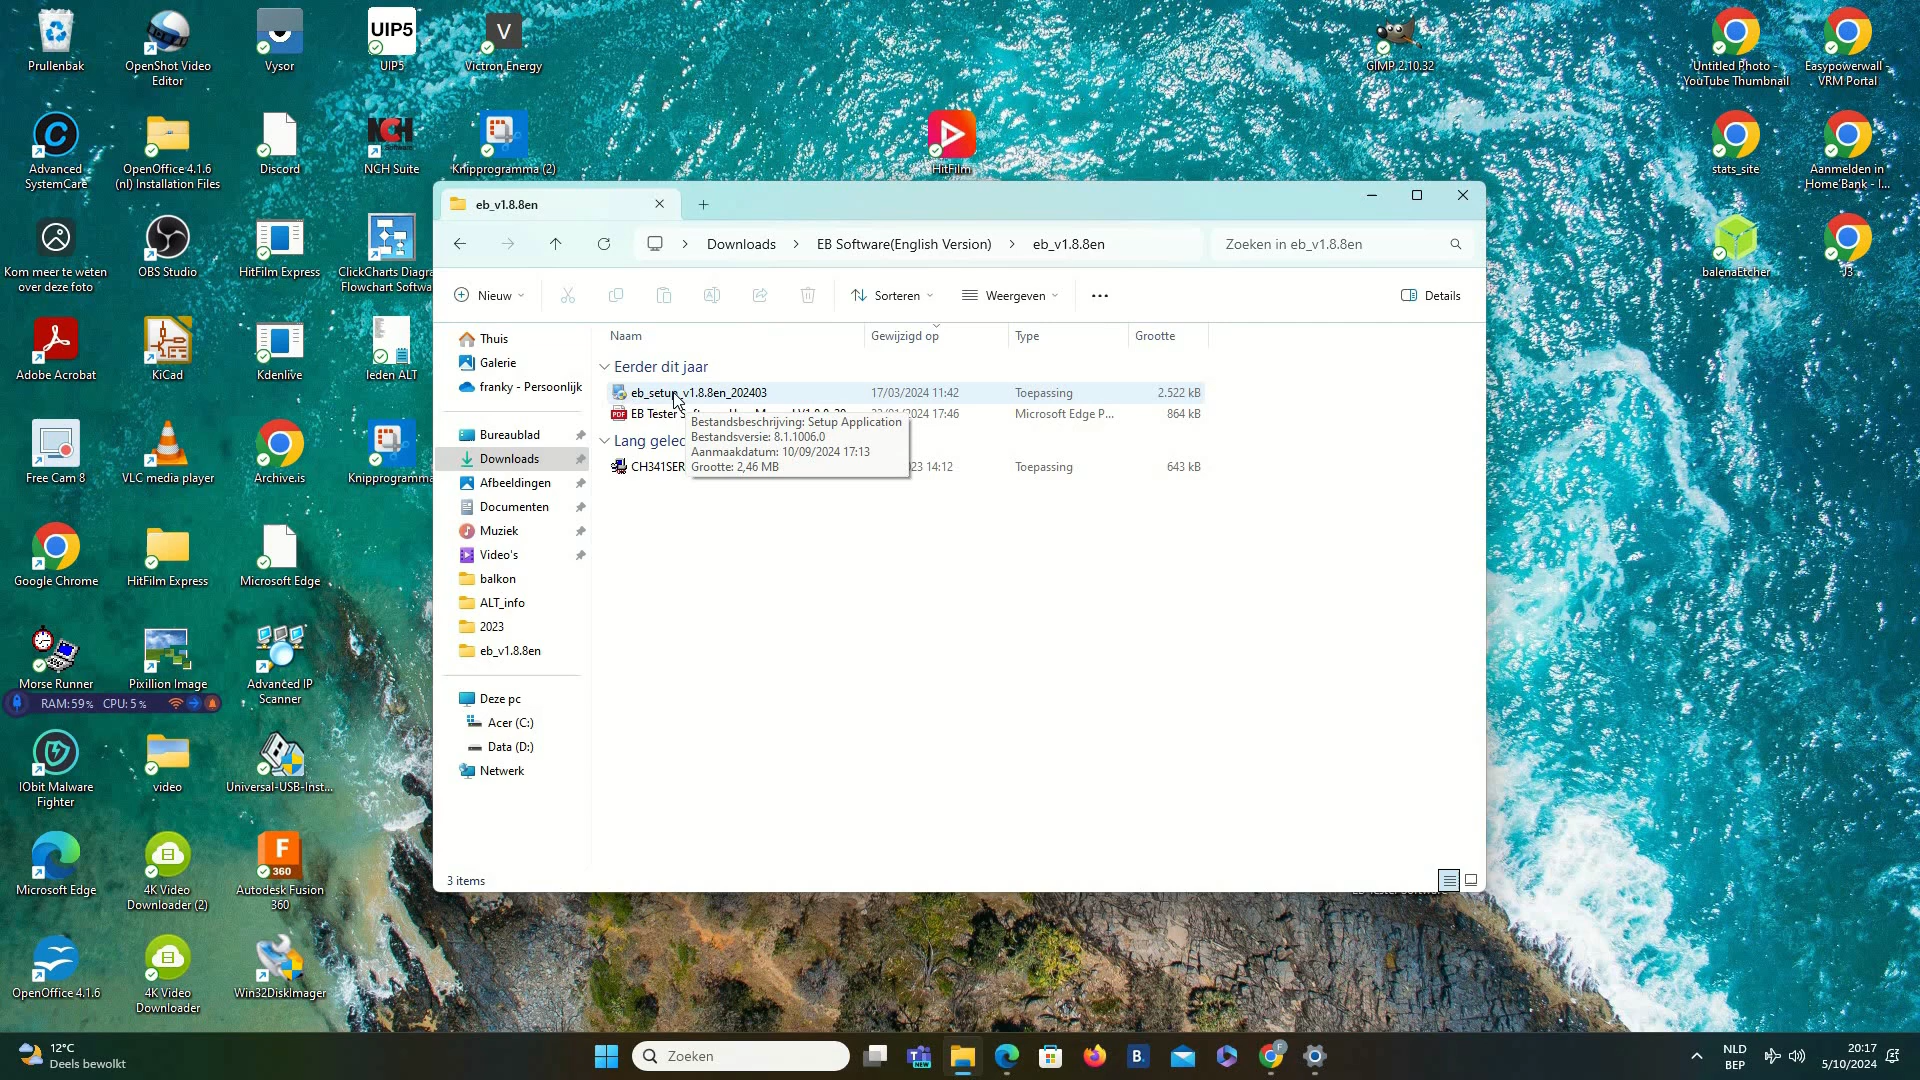 Prullenbak
OpenShot Video
Editor
Vysor
UIP5
UIP5
V
Victron Energy
GIMP 2.10.32
Untitled Photo -
YouTube Thumbnail
Easypowerwall -
VRM Portal
Advanced
SystemCare
OpenOffice 4.1.6
(nl) Installation Files
Discord
NCH
NCH Suite
Knipprogramma (2)
HitFilm
stats_site
Aanmelden in
Home'Bank - I...
Kom meer te weten
over deze foto
OBS Studio
HitFilm Express
ClickCharts Diagra
Flowchart Softwa
balenaEtcher
J3
Adobe Acrobat
KiCad
Kdenlive
leden ALT
Free Cam 8
VLC media player
Archive.is
Knipprogramma
Google Chrome
HitFilm Express
Microsoft Edge
Morse Runner
Pixillion Image
Advanced IP
Scanner
RAM:59% CPU:5%
IObit Malware
Fighter
video
Universal-USB-Inst...
Microsoft Edge
4K Video
Downloader (2)
F
360
Autodesk Fusion
360
OpenOffice 4.1.6
4K Video
Downloader
Win32DiskImager
eb_v1.8.8en
Downloads
EB Software(English Version)
eb_v1.8.8en
Zoeken in eb_v1.8.8en
Nieuw
Sorteren
Weergeven
Details
Thuis
Galerie
franky - Persoonlijk
Bureaublad
Downloads
Afbeeldingen
Documenten
Muziek
Video's
balkon
ALT_info
2023
eb_v1.8.8en
Deze pc
Acer (C:)
Data (D:)
Netwerk
Naam Gewijzigd op Type Grootte
Eerder dit jaar
eb_setup_v1.8.8en_202403 17/03/2024 11:42 Toepassing 2.522 kB
EB Tester 17:46 Microsoft Edge P... 864 kB
Lang geled
CH341SER 14:12 Toepassing 643 kB
Bestandsbeschrijving: Setup Application
Bestandsversie: 8.1.1006.0
Aanmaakdatum: 10/09/2024 17:13
Grootte: 2,46 MB
3 items
12°C
Deels bewolkt
Zoeken
NEW
B.
F
NLD
BEP
20:17
5/10/2024